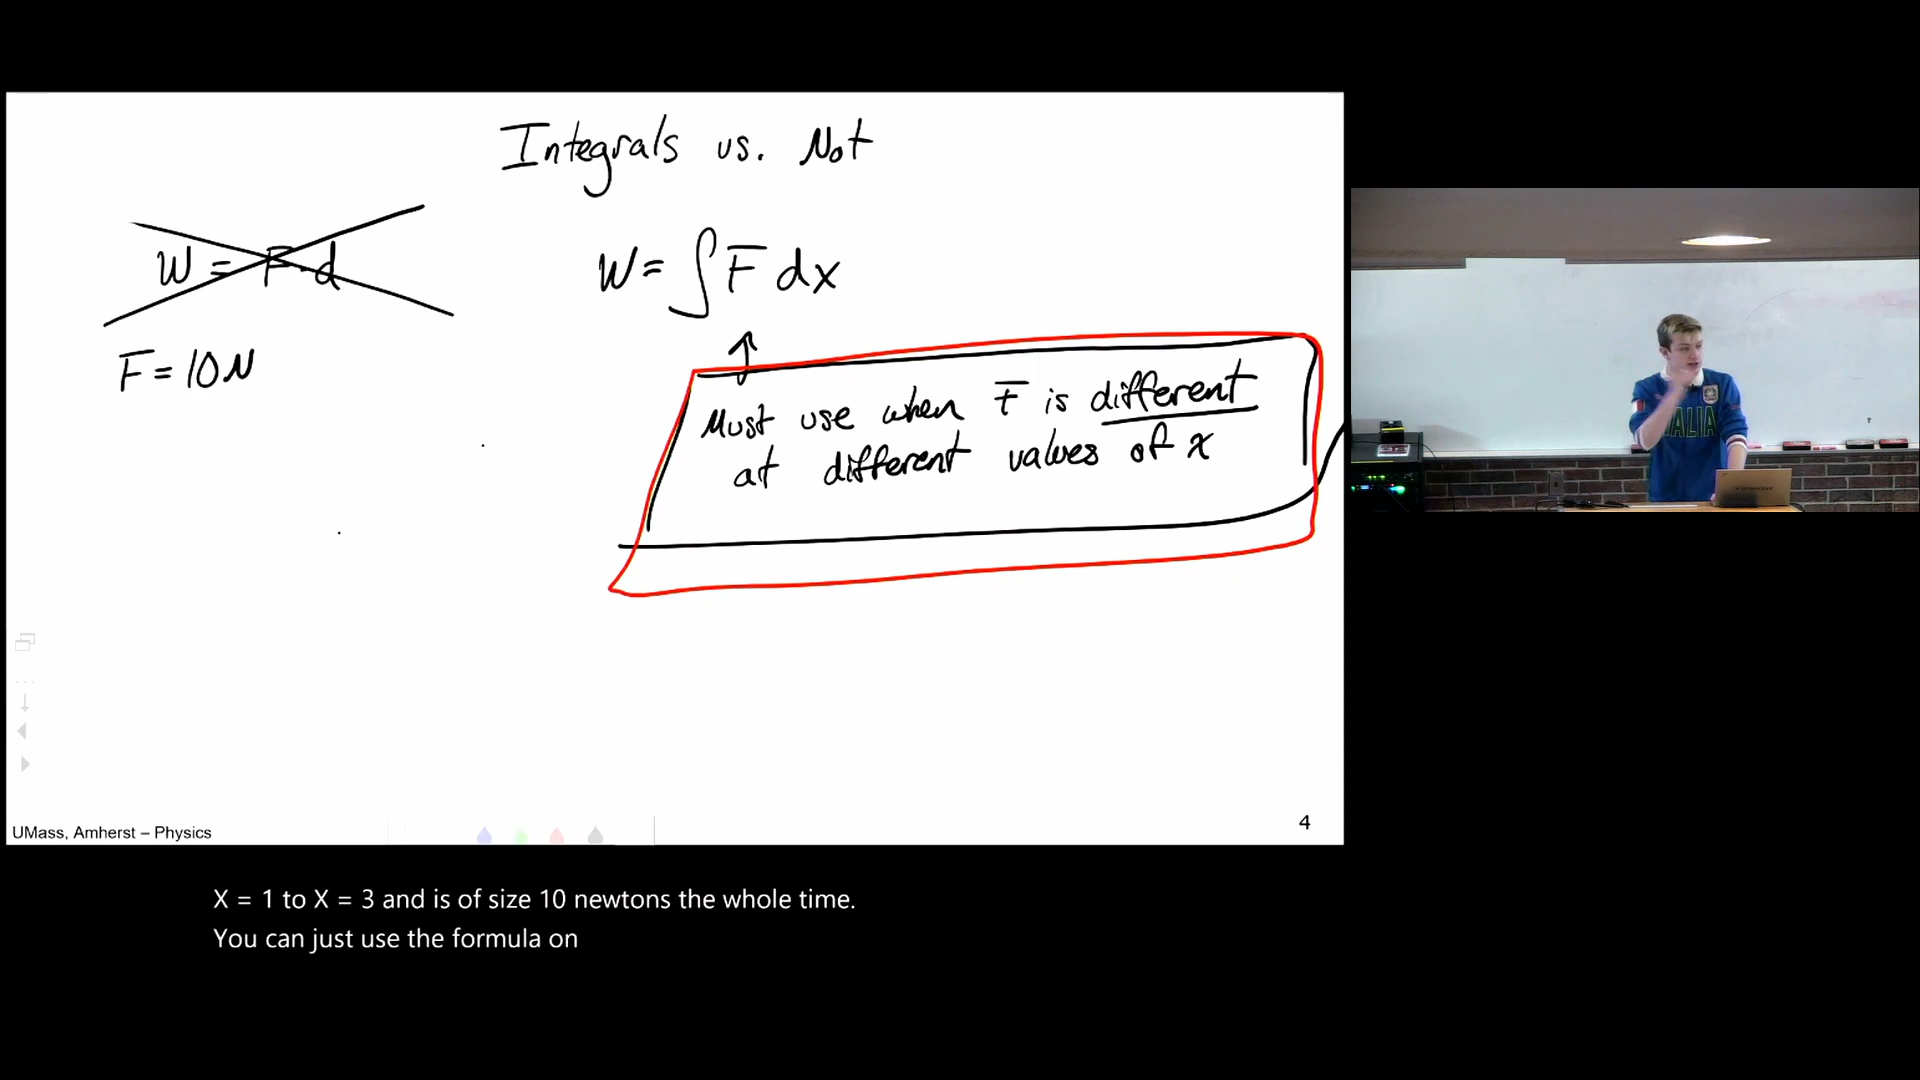 Integrals vs. Not
W = F · d
W = ∫ F dx
F = 10N
Must use when F is different
at different values of x
UMass, Amherst – Physics
4
ALIA
X = 1 to X = 3 and is of size 10 newtons the whole time.
You can just use the formula on